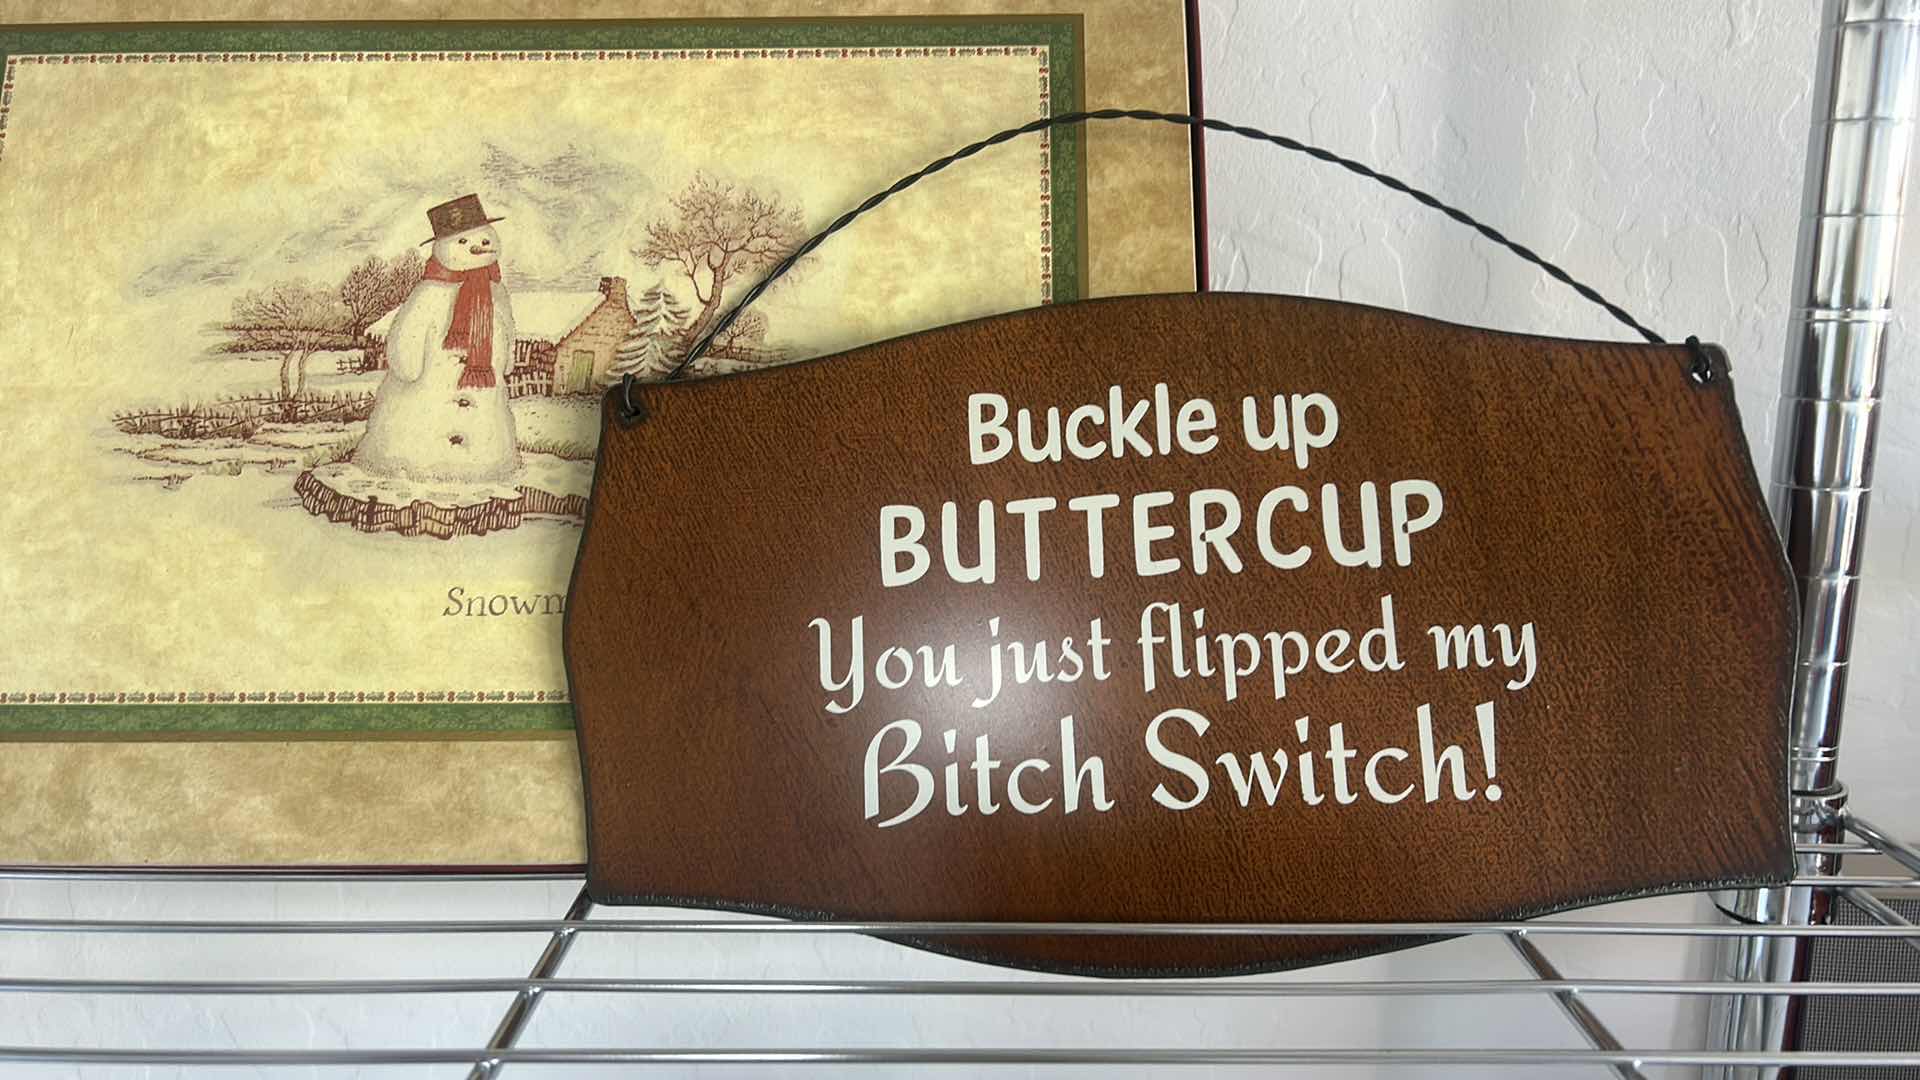 Buckle up
BUTTERCUP
You just flipped my
Bitch Switch!